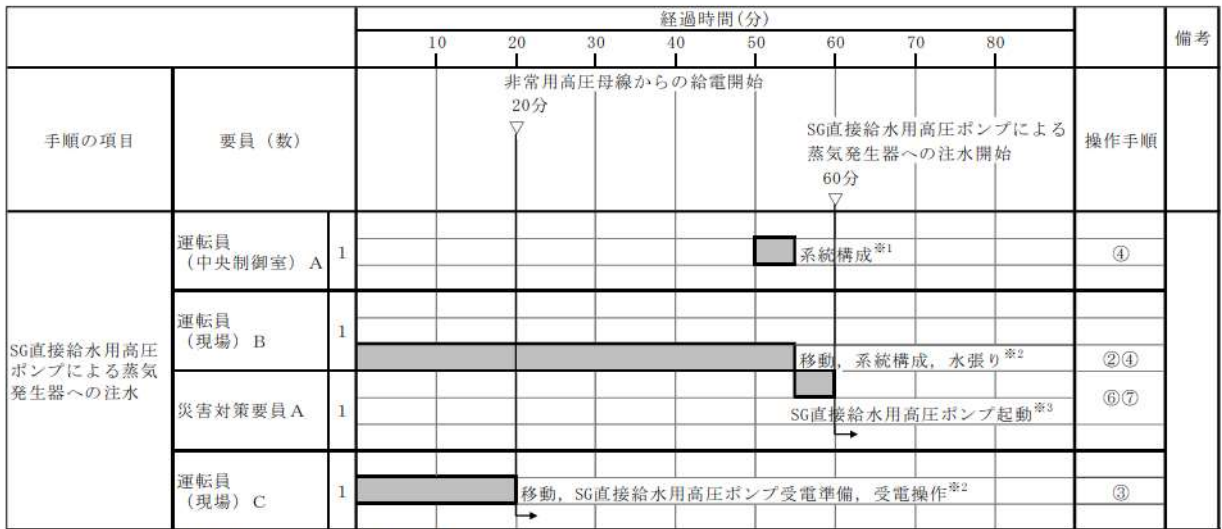 経過時間(分)
備考
10 20 30 40 50 60 70 80
手順の項目
要員（数）
操作手順
非常用高圧母線からの給電開始
20分
▽
SG直接給水用高圧ポンプによる
蒸気発生器への注水開始
60分
▽
SG直接給水用高圧
ポンプによる蒸気
発生器への注水
運転員
（中央制御室）A
1
系統構成※1
④
運転員
（現場）B
1
移動，系統構成，水張り※2
②④
災害対策要員A
1
SG直接給水用高圧ポンプ起動※3
⑥⑦
運転員
（現場）C
1
移動，SG直接給水用高圧ポンプ受電準備，受電操作※2
③